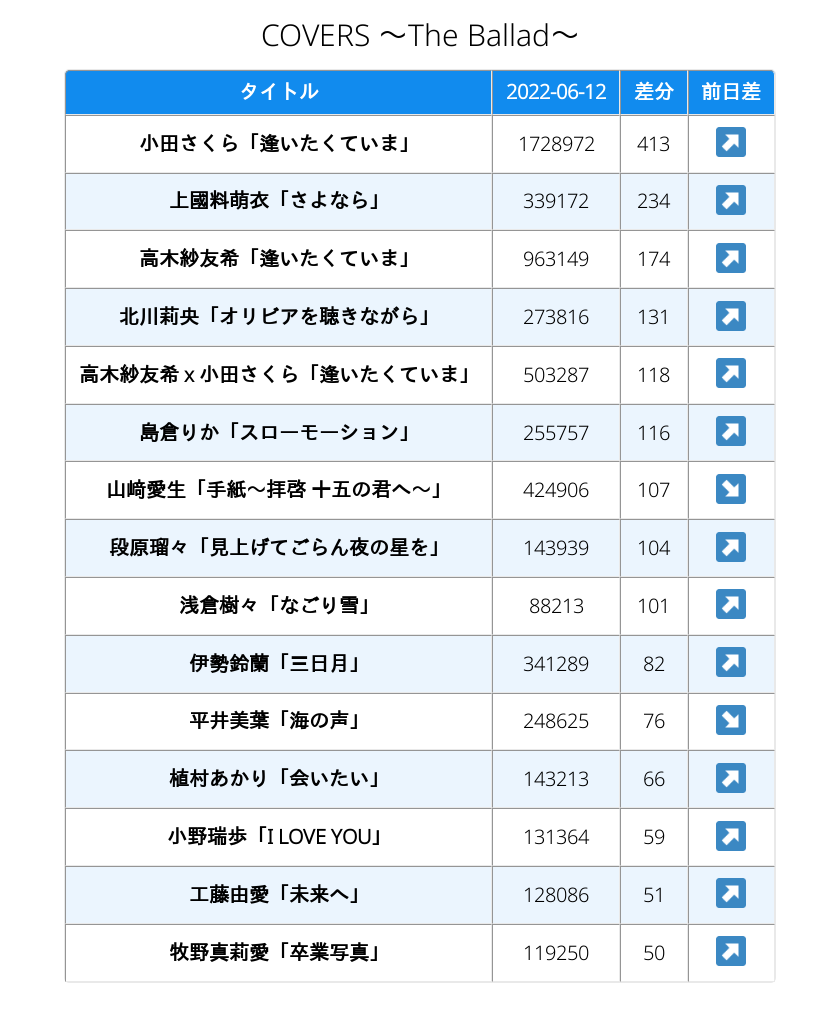 COVERS ～The Ballad～
タイトル 2022-06-12 差分 前日差
小田さくら「逢いたくていま」 1728972 413 ↗
上國料萌衣「さよなら」 339172 234 ↗
高木紗友希「逢いたくていま」 963149 174 ↗
北川莉央「オリビアを聴きながら」 273816 131 ↗
高木紗友希 x 小田さくら「逢いたくていま」 503287 118 ↗
島倉りか「スローモーション」 255757 116 ↗
山﨑愛生「手紙～拝啓 十五の君へ～」 424906 107 ↘
段原瑠々「見上げてごらん夜の星を」 143939 104 ↗
浅倉樹々「なごり雪」 88213 101 ↗
伊勢鈴蘭「三日月」 341289 82 ↗
平井美葉「海の声」 248625 76 ↘
植村あかり「会いたい」 143213 66 ↗
小野瑞歩「I LOVE YOU」 131364 59 ↗
工藤由愛「未来へ」 128086 51 ↗
牧野真莉愛「卒業写真」 119250 50 ↗